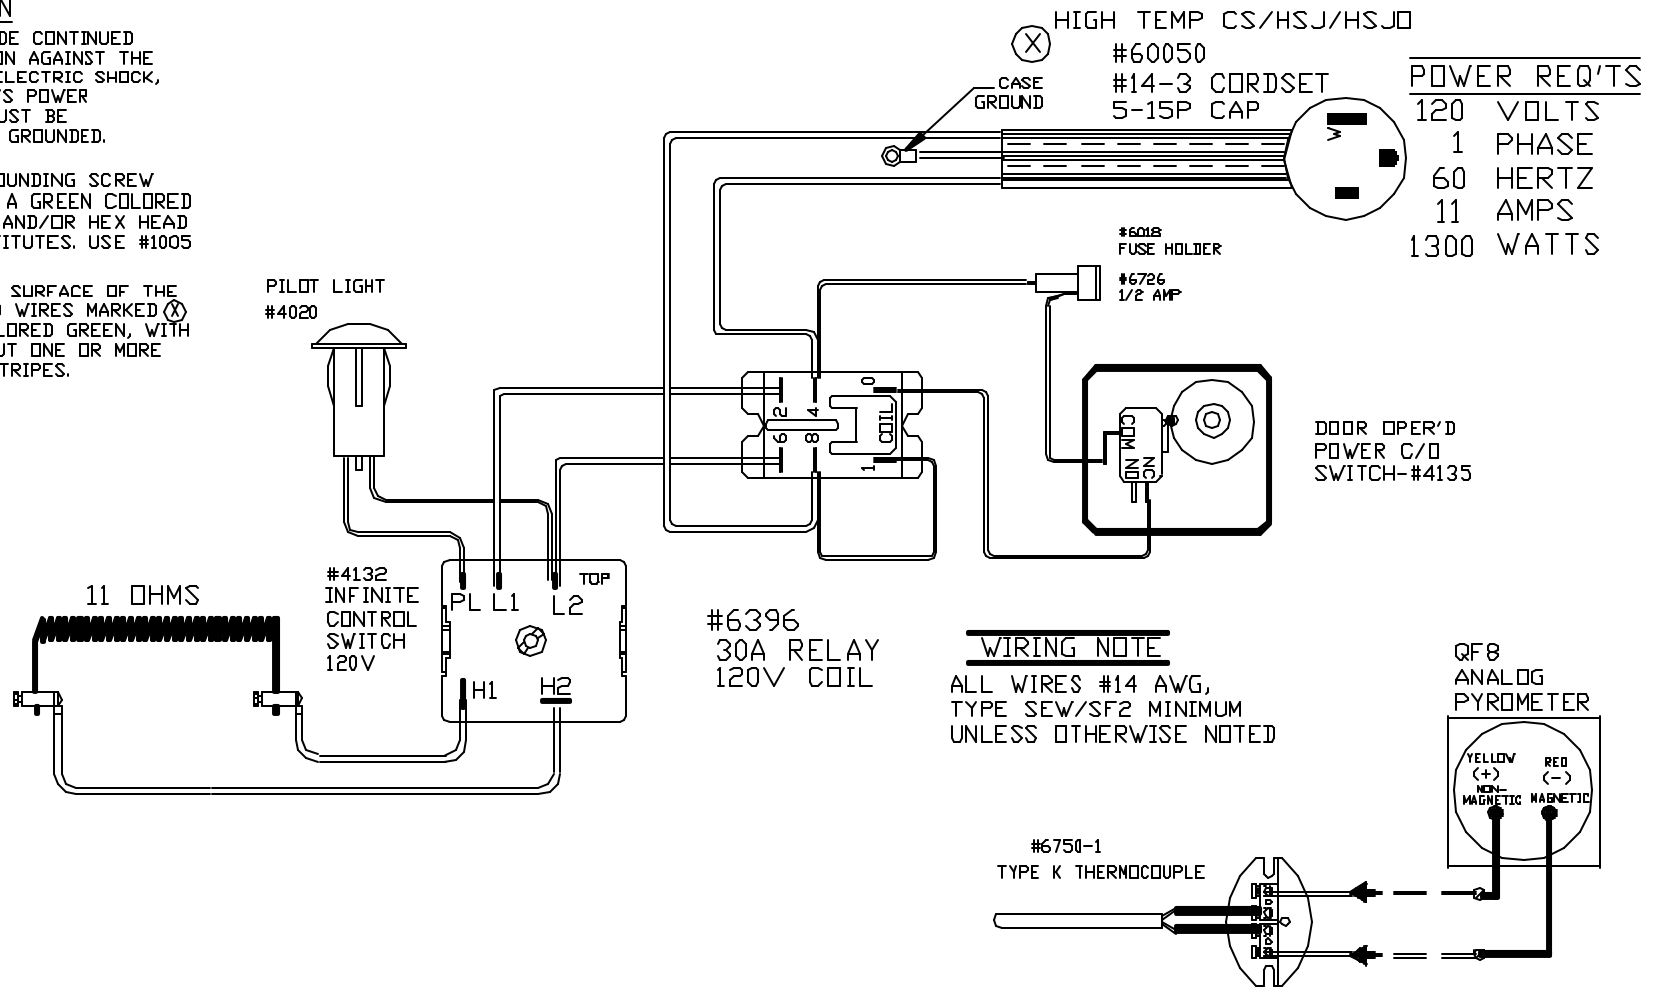 N
DE CONTINUED
ON AGAINST THE
ELECTRIC SHOCK,
'S POWER
UST BE
GROUNDED.
OUNDING SCREW
A GREEN COLORED
AND/OR HEX HEAD
TITUTES. USE #1005
SURFACE OF THE
D WIRES MARKED X
LORED GREEN, WITH
UT ONE OR MORE
TRIPES.
HIGH TEMP CS/HSJ/HSJO
X
#60050
#14-3 CORDSET
5-15P CAP
CASE
GROUND
W
POWER REQ'TS
120 VOLTS
1 PHASE
60 HERTZ
11 AMPS
1300 WATTS
#6018
FUSE HOLDER
#6726
1/2 AMP
PILOT LIGHT
#4020
2 4 0
6 8 1
COIL
COM NO NC
DOOR OPER'D
POWER C/O
SWITCH-#4135
11 OHMS
#4132
INFINITE
CONTROL
SWITCH
120V
TOP
PL L1 L2
H1 H2
#6396
30A RELAY
120V COIL
WIRING NOTE
ALL WIRES #14 AWG,
TYPE SEW/SF2 MINIMUM
UNLESS OTHERWISE NOTED
QF8
ANALOG
PYROMETER
YELLOW RED
(+) (-)
NON-
MAGNETIC MAGNETIC
#6750-1
TYPE K THERMOCOUPLE